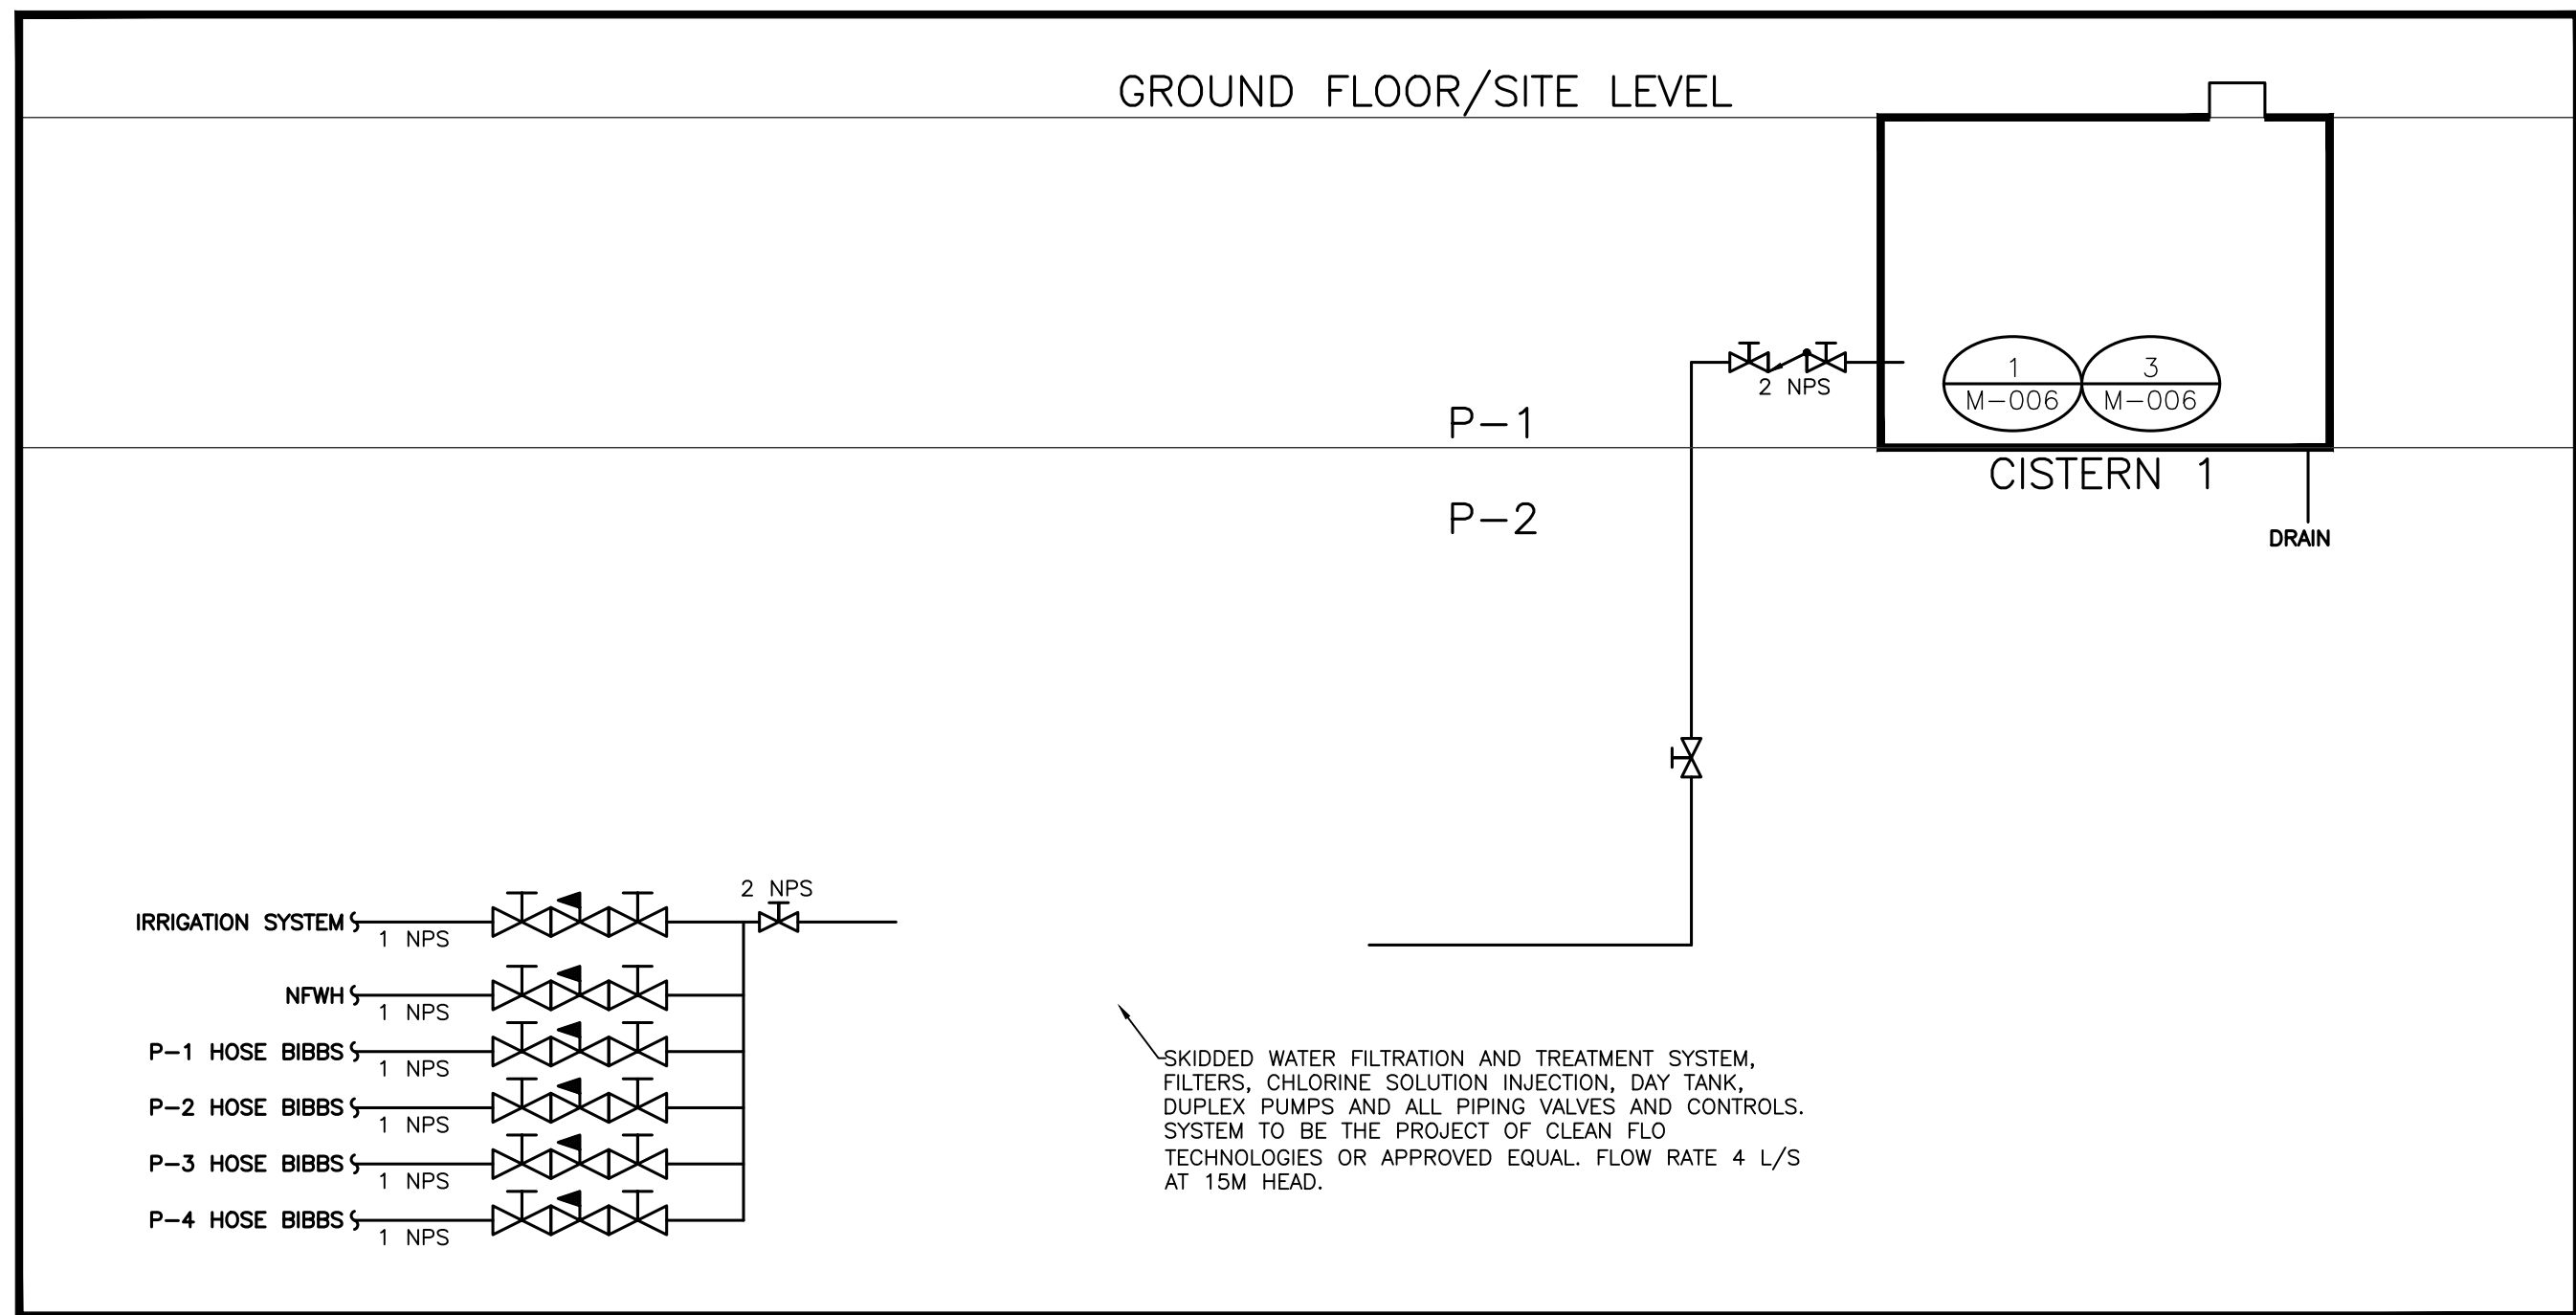 GROUND FLOOR/SITE LEVEL
1
3
M-006
M-006
2 NPS
P-1
CISTERN 1
P-2
DRAIN
2 NPS
IRRIGATION SYSTEM
1 NPS
NFWH
1 NPS
P-1 HOSE BIBBS
1 NPS
P-2 HOSE BIBBS
1 NPS
P-3 HOSE BIBBS
1 NPS
P-4 HOSE BIBBS
1 NPS
SKIDDED WATER FILTRATION AND TREATMENT SYSTEM,
FILTERS, CHLORINE SOLUTION INJECTION, DAY TANK,
DUPLEX PUMPS AND ALL PIPING VALVES AND CONTROLS.
SYSTEM TO BE THE PROJECT OF CLEAN FLO
TECHNOLOGIES OR APPROVED EQUAL. FLOW RATE 4 L/S
AT 15M HEAD.